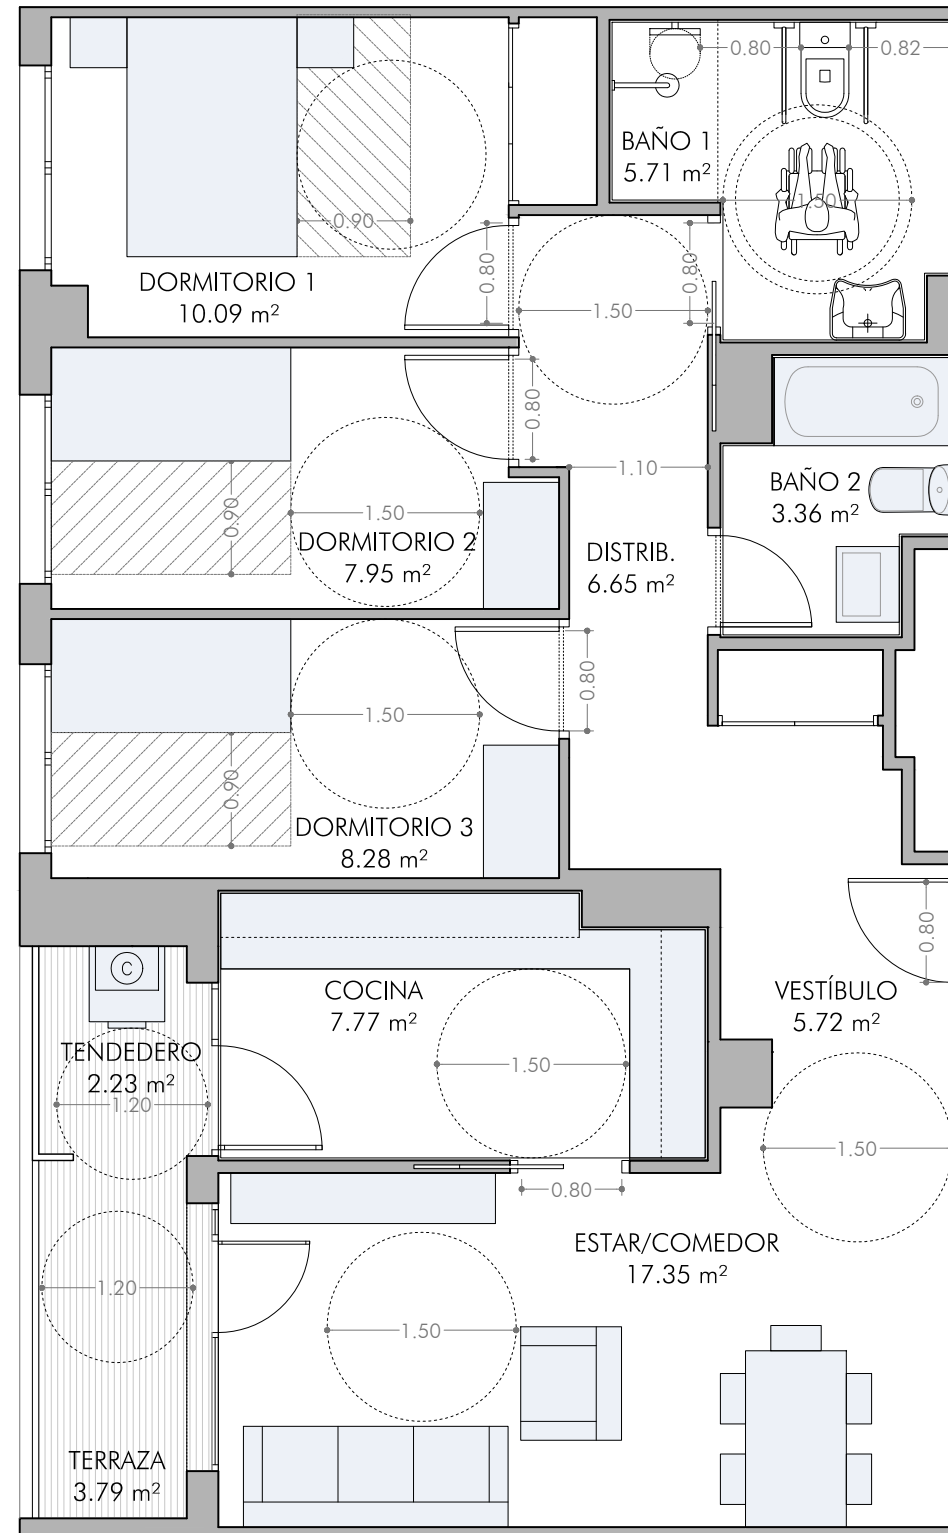 0.80
0.82
BAÑO 1
5.71 m²
1.50
0.90
DORMITORIO 1
10.09 m²
0.80
0.80
1.50
0.80
1.10
0.90
1.50
DORMITORIO 2
7.95 m²
BAÑO 2
3.36 m²
DISTRIB.
6.65 m²
0.80
1.50
0.90
DORMITORIO 3
8.28 m²
0.80
C
COCINA
7.77 m²
VESTÍBULO
5.72 m²
TENDEDERO
2.23 m²
1.20
1.50
1.50
0.80
ESTAR/COMEDOR
17.35 m²
1.20
1.50
TERRAZA
3.79 m²